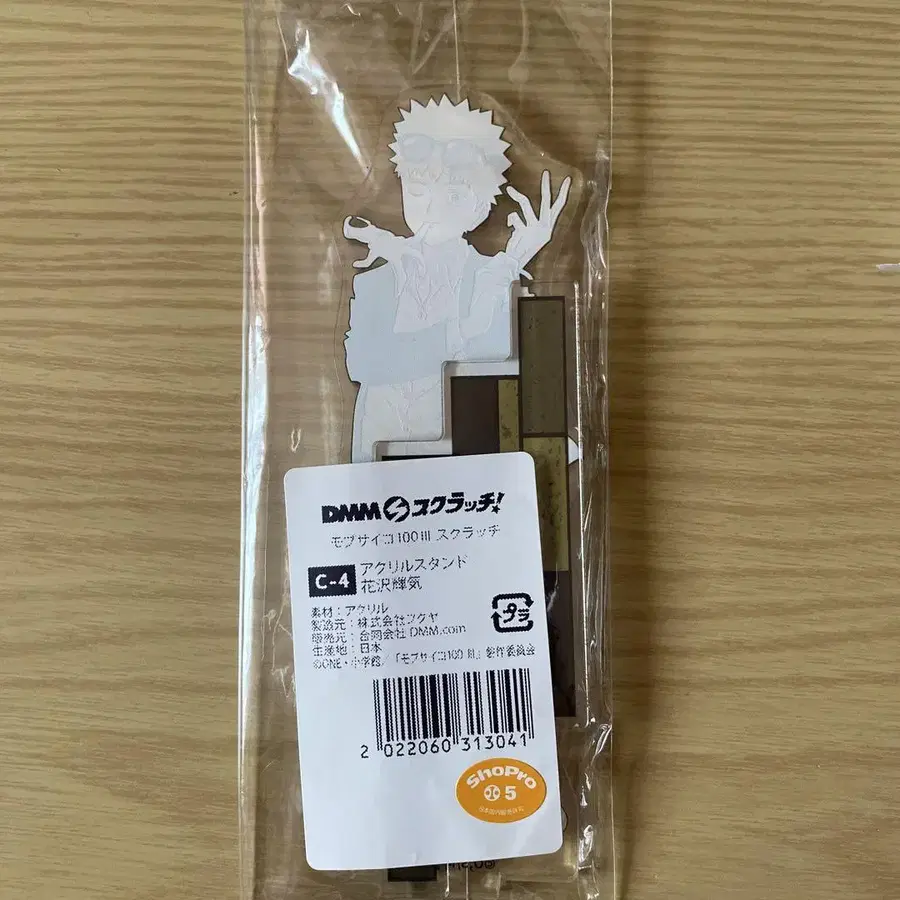 DMM スクラッチ!
モブサイコ100 III スクラッチ
C-4 アクリルスタンド
花沢輝気
素材：アクリル
製造元：株式会社ツクヤ
販売元：合同会社 DMM.com
生産地：日本
©ONE・小学館／「モブサイコ100 III」製作委員会
プラ
2 022060 313041
ShoPro
5